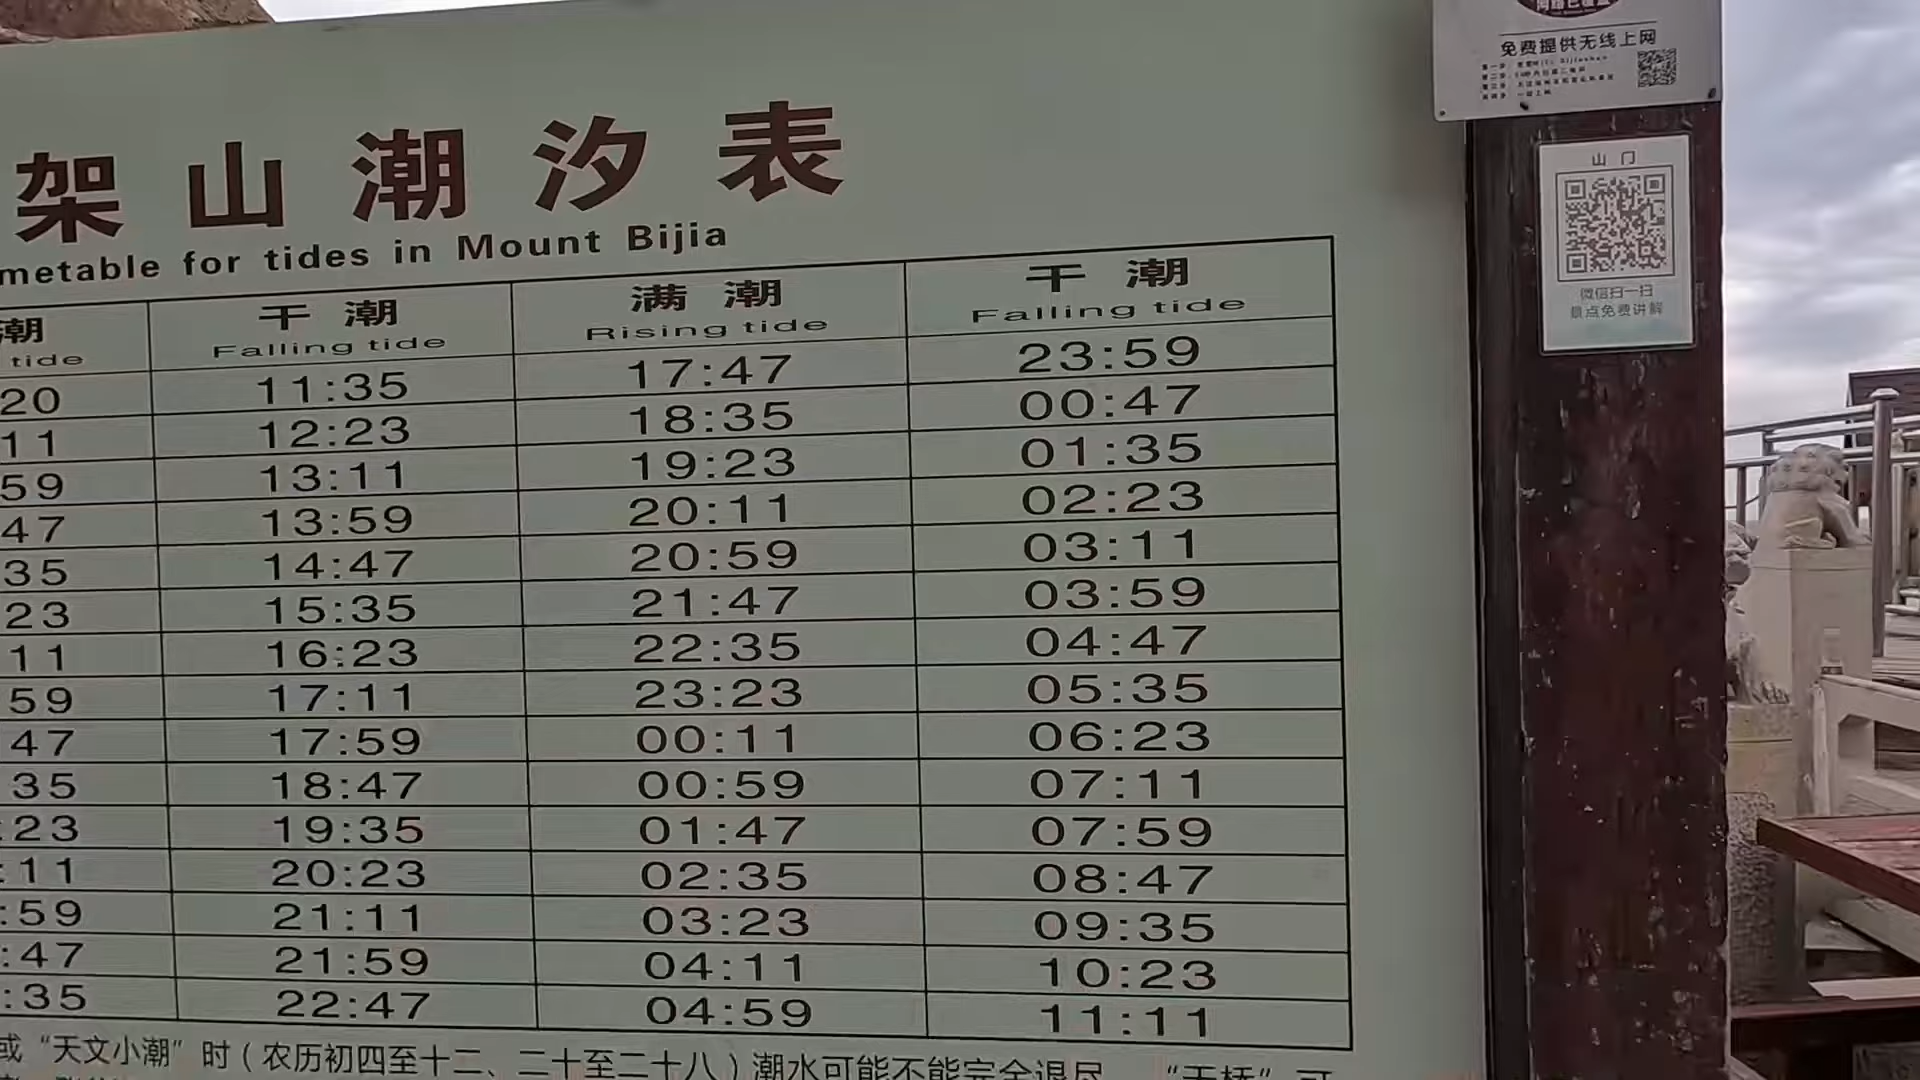 架山潮汐表
metable for tides in Mount Bijia
潮 干潮 满潮 干潮
tide Falling tide Rising tide Falling tide
20 11:35 17:47 23:59
11 12:23 18:35 00:47
59 13:11 19:23 01:35
47 13:59 20:11 02:23
35 14:47 20:59 03:11
23 15:35 21:47 03:59
11 16:23 22:35 04:47
59 17:11 23:23 05:35
47 17:59 00:11 06:23
35 18:47 00:59 07:11
:23 19:35 01:47 07:59
:11 20:23 02:35 08:47
:59 21:11 03:23 09:35
:47 21:59 04:11 10:23
:35 22:47 04:59 11:11
或“天文小潮”时(农历初四至十二、二十至二十八)潮水可能不能完全退尽 “天桥”可
免费提供无线上网
山门
微信扫一扫
景点免费讲解